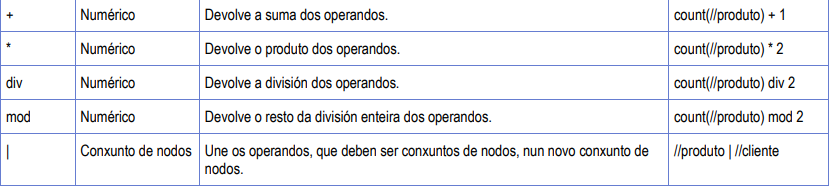 + Numérico Devolve a suma dos operandos. count(//produto) + 1
* Numérico Devolve o produto dos operandos. count(//produto) * 2
div Numérico Devolve a división dos operandos. count(//produto) div 2
mod Numérico Devolve o resto da división enteira dos operandos. count(//produto) mod 2
| Conxunto de nodos Une os operandos, que deben ser conxuntos de nodos, nun novo conxunto de //produto | //cliente
nodos.